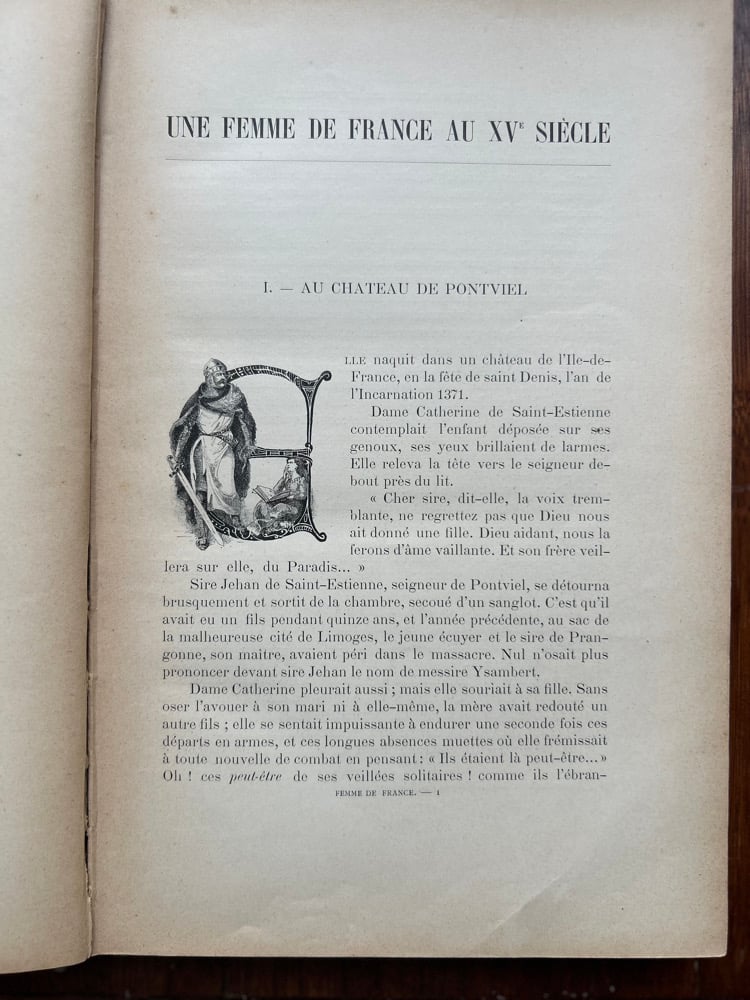 UNE FEMME DE FRANCE AU XVᴱ SIÈCLE
I. — AU CHATEAU DE PONTVIEL
ELLE naquit dans un château de l'Ile-de-
France, en la fête de saint Denis, l'an de
l'Incarnation 1371.
Dame Catherine de Saint-Estienne
contemplait l'enfant déposée sur ses
genoux, ses yeux brillaient de larmes.
Elle releva la tête vers le seigneur de-
bout près du lit.
« Cher sire, dit-elle, la voix trem-
blante, ne regrettez pas que Dieu nous
ait donné une fille. Dieu aidant, nous la
ferons d'âme vaillante. Et son frère veil-
lera sur elle, du Paradis... »
Sire Jehan de Saint-Estienne, seigneur de Pontviel, se détourna
brusquement et sortit de la chambre, secoué d'un sanglot. C'est qu'il
avait eu un fils pendant quinze ans, et l'année précédente, au sac de
la malheureuse cité de Limoges, le jeune écuyer et le sire de Pran-
gonne, son maître, avaient péri dans le massacre. Nul n'osait plus
prononcer devant sire Jehan le nom de messire Ysambert.
Dame Catherine pleurait aussi ; mais elle souriait à sa fille. Sans
oser l'avouer à son mari ni à elle-même, la mère avait redouté un
autre fils ; elle se sentait impuissante à endurer une seconde fois ces
départs en armes, et ces longues absences muettes où elle frémissait
à toute nouvelle de combat en pensant : « Ils étaient là peut-être... »
Oh ! ces peut-être de ses veillées solitaires ! comme ils l'ébran-
FEMME DE FRANCE. — 1